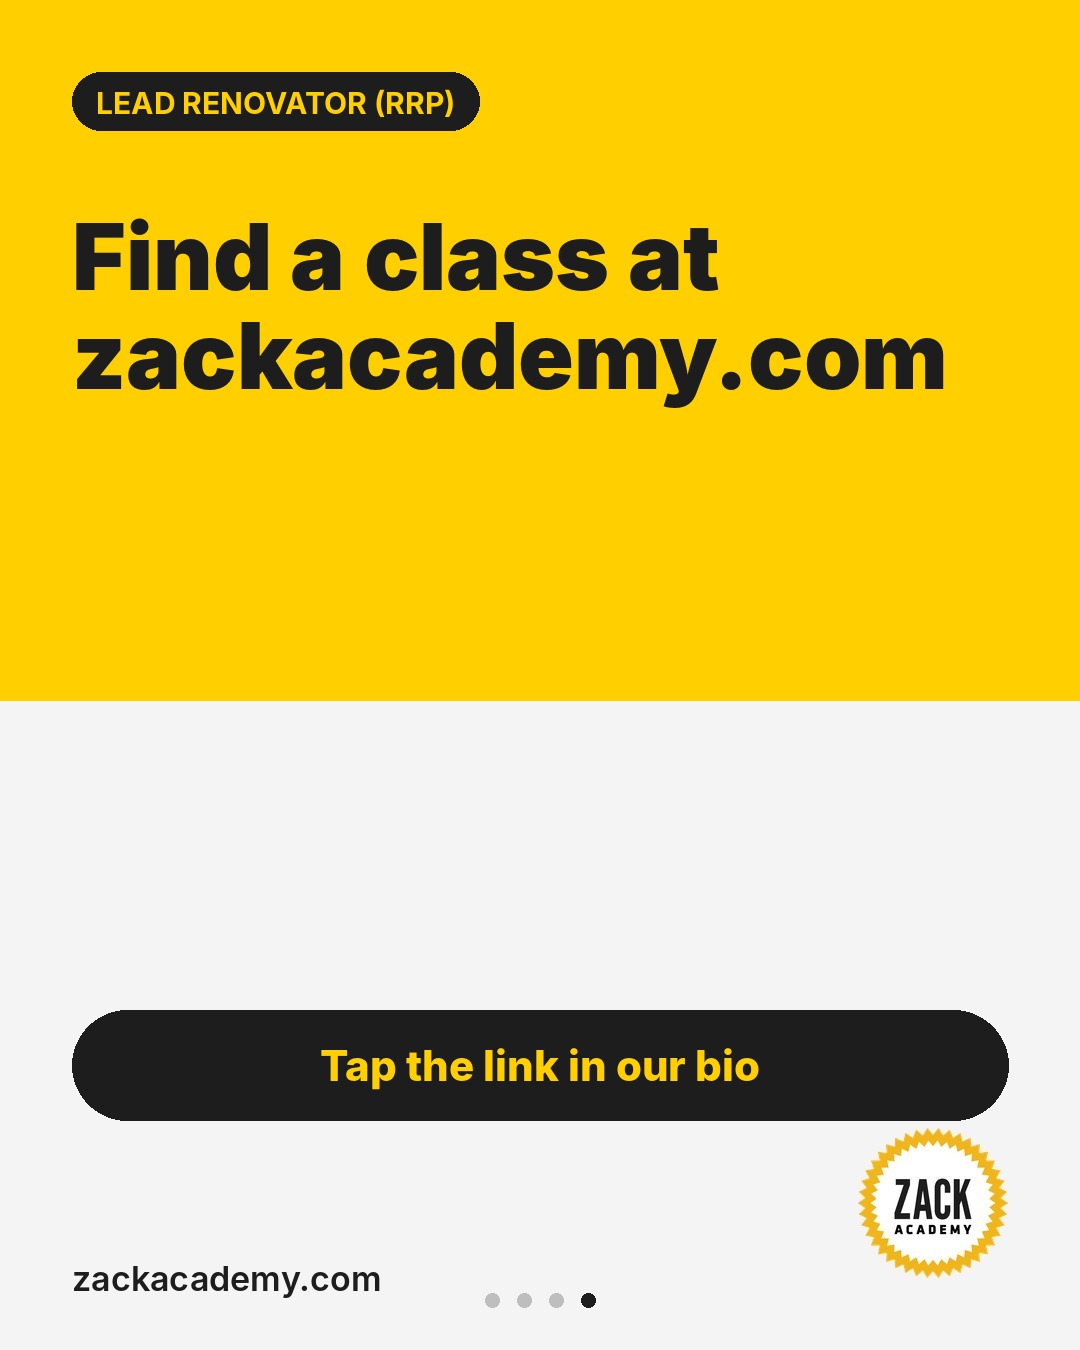 LEAD RENOVATOR (RRP)
Find a class at
zackacademy.com
Tap the link in our bio
ZACK
ACADEMY
zackacademy.com